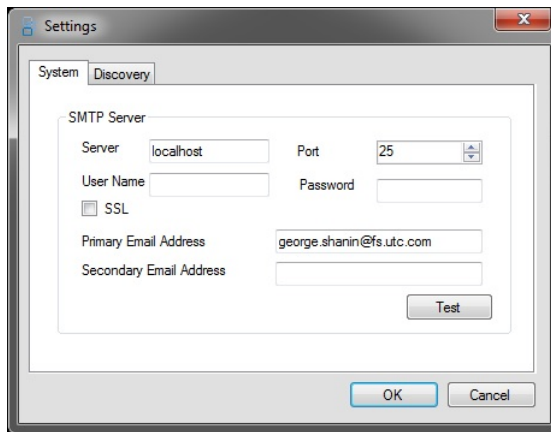 Settings
System Discovery
SMTP Server
Server localhost Port 25
User Name Password
SSL
Primary Email Address george.shanin@fs.utc.com
Secondary Email Address
Test
OK Cancel